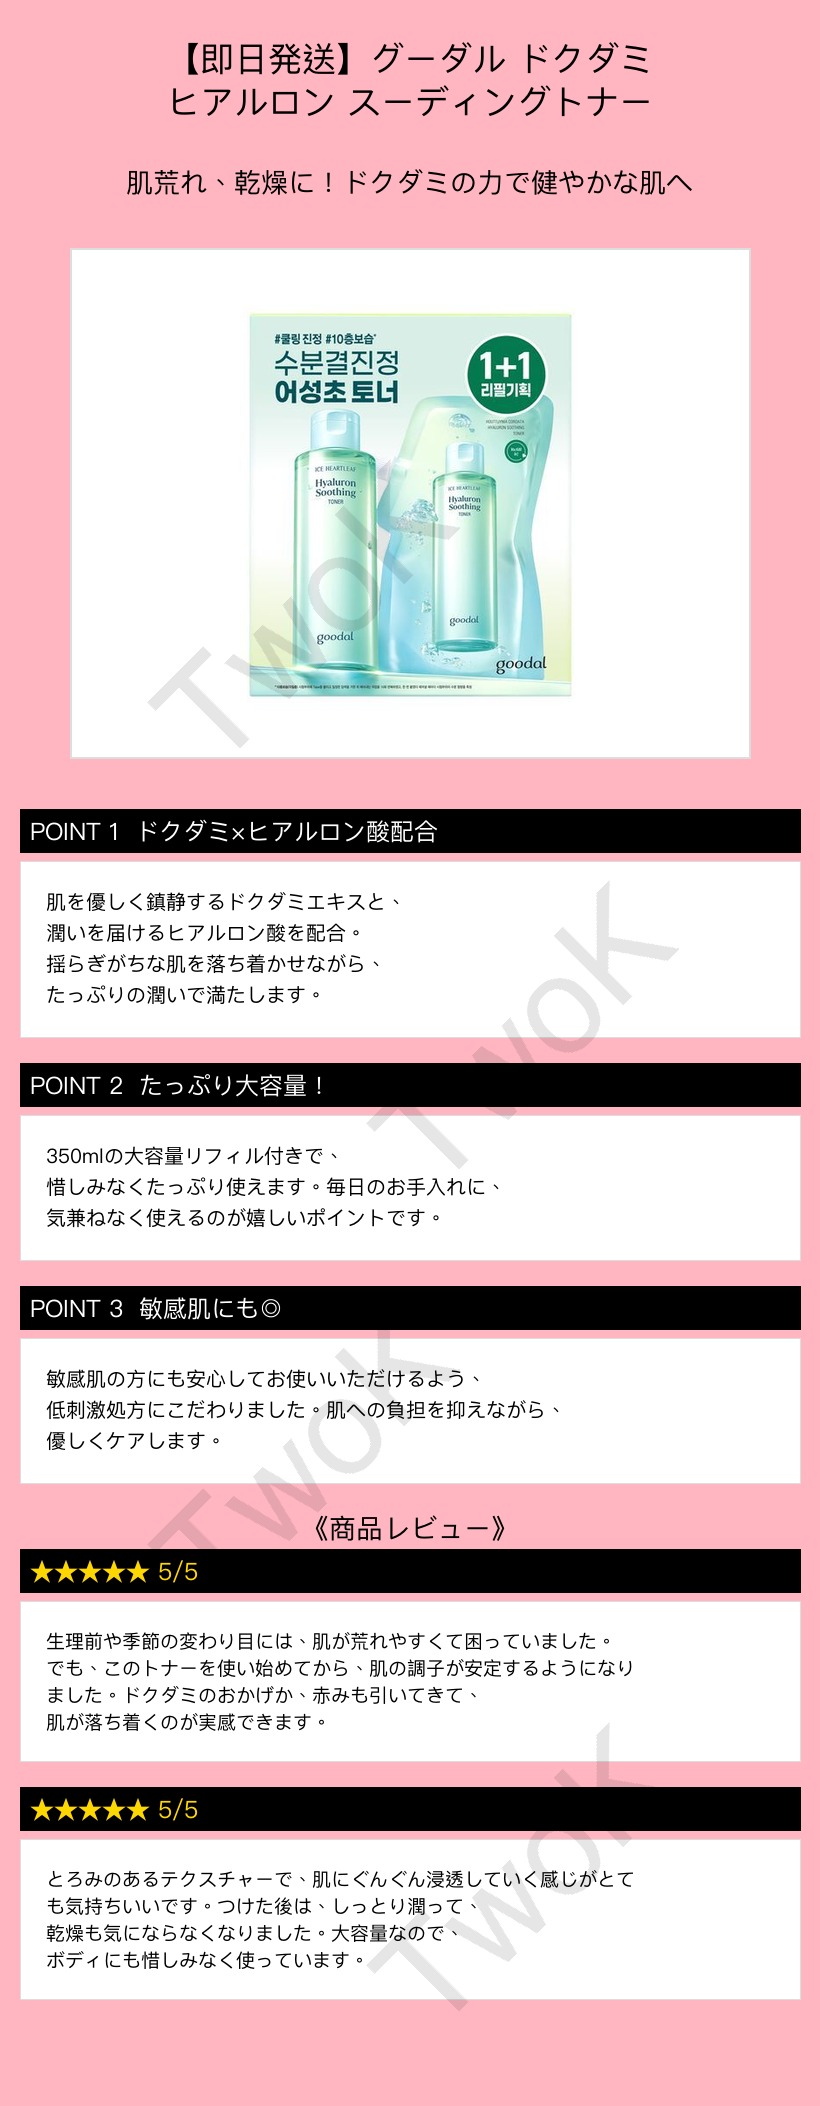 【即日発送】グーダル ドクダミ
ヒアルロン スーディングトナー
肌荒れ、乾燥に！ドクダミの力で健やかな肌へ
#쿨링 진정 #10층보습*
수분결진정
어성초 토너
1+1
리필기획
HOUTTUYNIA CORDATA
HYALURON SOOTHING
TONER
ICE HEARTLEAF
Hyaluron
Soothing
TONER
goodal
ICE HEARTLEAF
Hyaluron
Soothing
TONER
goodal
goodal
TwoK
POINT 1 ドクダミ×ヒアルロン酸配合
肌を優しく鎮静するドクダミエキスと、
潤いを届けるヒアルロン酸を配合。
揺らぎがちな肌を落ち着かせながら、
たっぷりの潤いで満たします。
TwoK
POINT 2 たっぷり大容量！
350mlの大容量リフィル付きで、
惜しみなくたっぷり使えます。毎日のお手入れに、
気兼ねなく使えるのが嬉しいポイントです。
POINT 3 敏感肌にも◎
敏感肌の方にも安心してお使いいただけるよう、
低刺激処方にこだわりました。肌への負担を抑えながら、
優しくケアします。
TwoK
《商品レビュー》
★★★★★ 5/5
生理前や季節の変わり目には、肌が荒れやすくて困っていました。
でも、このトナーを使い始めてから、肌の調子が安定するようになり
ました。ドクダミのおかげか、赤みも引いてきて、
肌が落ち着くのが実感できます。
★★★★★ 5/5
とろみのあるテクスチャーで、肌にぐんぐん浸透していく感じがとて
も気持ちいいです。つけた後は、しっとり潤って、
乾燥も気にならなくなりました。大容量なので、
ボディにも惜しみなく使っています。
TwoK